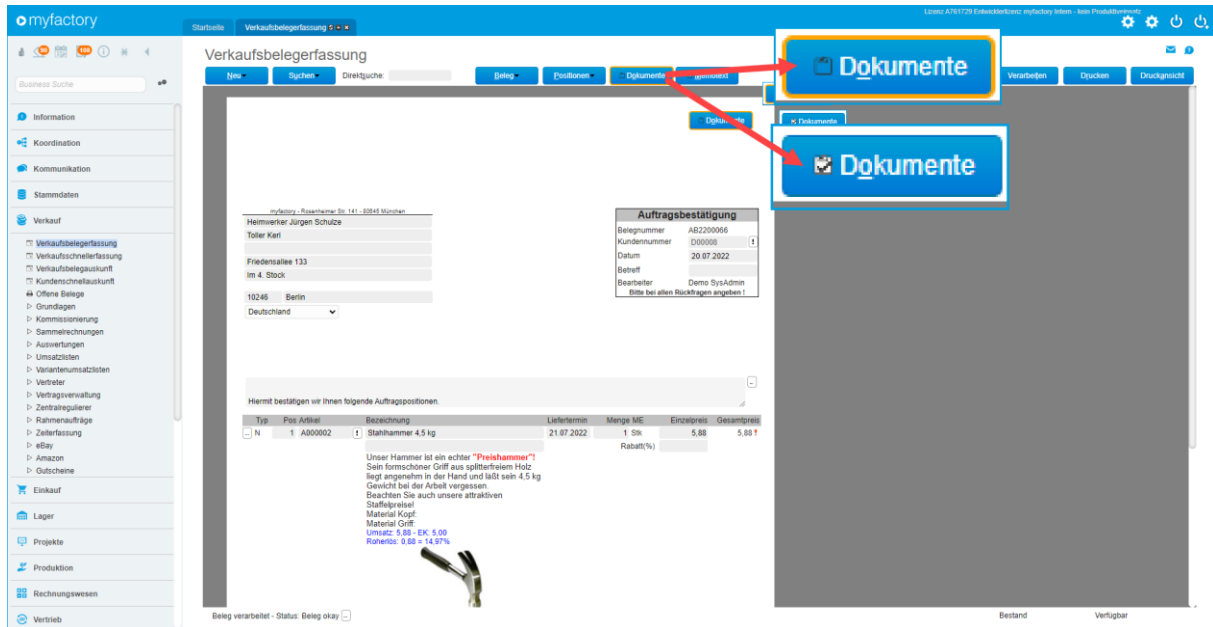 myfactory
Startseite
Verkaufsbelegerfassung
Lizenz A761729 Entwicklerlizenz myfactory Intern - kein Produktiveinsatz
Business Suche
Information
Koordination
Kommunikation
Stammdaten
Verkauf
Verkaufsbelegerfassung
Verkaufsschnellerfassung
Verkaufsbelegauskunft
Kundenschnellauskunft
Offene Belege
Grundlagen
Kommissionierung
Sammelrechnungen
Auswertungen
Umsatzlisten
Variantenumsatzlisten
Vertreter
Vertragsverwaltung
Zentralregulierer
Rahmenaufträge
Zeiterfassung
eBay
Amazon
Gutscheine
Einkauf
Lager
Projekte
Produktion
Rechnungswesen
Vertrieb
Verkaufsbelegerfassung
Neu Suchen Direktsuche: Beleg Positionen Dokumente Memotext Verarbeiten Drucken Druckansicht
Dokumente
Dokumente
Dokumente
Dokumente
myfactory - Rosenheimer Str. 141 - 80045 München
Heimwerker Jürgen Schulze
Toller Kerl
Friedensallee 133
Im 4. Stock
10246 Berlin
Deutschland
Auftragsbestätigung
Belegnummer AB2200066
Kundennummer D00008 !
Datum 20.07.2022
Betreff
Bearbeiter Demo SysAdmin
Bitte bei allen Rückfragen angeben !
Hiermit bestätigen wir Ihnen folgende Auftragspositionen.
Typ Pos Artikel Bezeichnung Liefertermin Menge ME Einzelpreis Gesamtpreis
N 1 A000002 ! Stahlhammer 4,5 kg 21.07.2022 1 Stk 5,88 5,88 !
Rabatt(%)
Unser Hammer ist ein echter "Preishammer"!
Sein formschöner Griff aus splitterfreiem Holz
liegt angenehm in der Hand und läßt sein 4,5 kg
Gewicht bei der Arbeit vergessen.
Beachten Sie auch unsere attraktiven
Staffelpreise!
Material Kopf:
Material Griff:
Umsatz: 5,88 - EK: 5,00
Roherlös: 0,88 = 14,97%
Beleg verarbeitet - Status: Beleg okay ...
Bestand Verfügbar